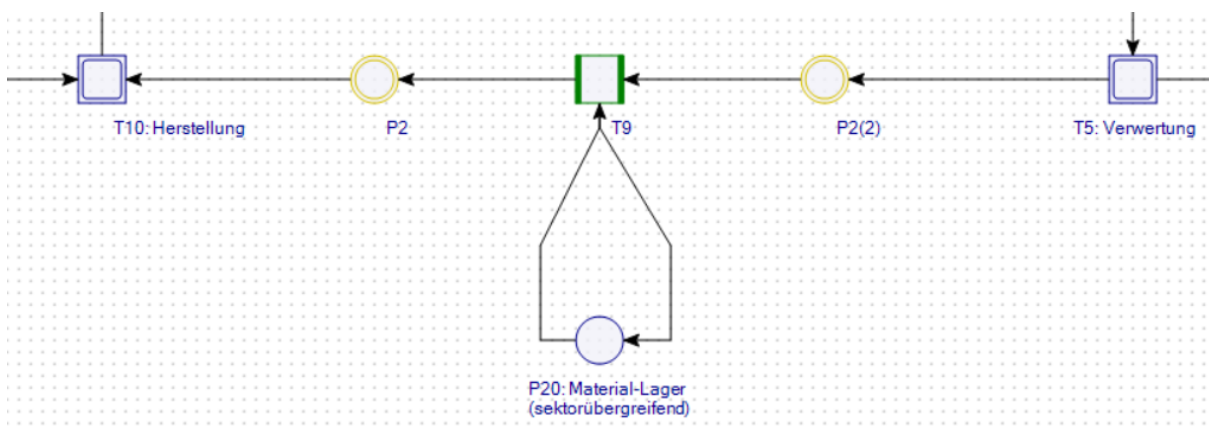 T10: Herstellung
P2
T9
P2(2)
T5: Verwertung
P20: Material-Lager
(sektorübergreifend)